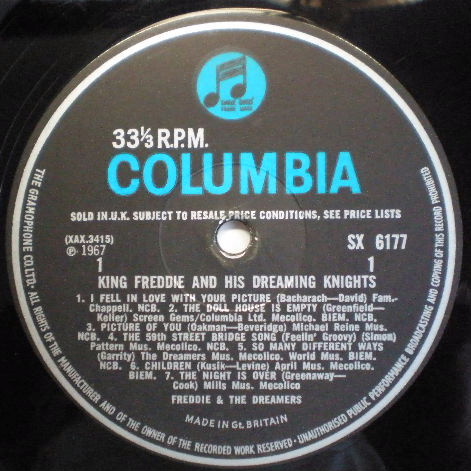 33⅓ R.P.M.
COLUMBIA
SOLD IN U.K. SUBJECT TO RESALE PRICE CONDITIONS, SEE PRICE LISTS
(XAX.3415)
℗ 1967
1
SX 6177
1
KING FREDDIE AND HIS DREAMING KNIGHTS
1. I FELL IN LOVE WITH YOUR PICTURE (Bacharach—David) Fam.-
Chappell. NCB. 2. THE DOLL HOUSE IS EMPTY (Greenfield—
Keller) Screen Gems/Columbia Ltd. Mecolico. BIEM. NCB,
3. PICTURE OF YOU (Oakman—Beveridge) Michael Reine Mus.
NCB. 4. THE 59th STREET BRIDGE SONG (Feelin' Groovy) (Simon)
Pattern Mus. Mecolico. NCB. 5. SO MANY DIFFERENT WAYS
(Garrity) The Dreamers Mus. Mecolico. World Mus. BIEM.
NCB. 6. CHILDREN (Kusik—Levine) April Mus. Mecolico.
BIEM. 7. THE NIGHT IS OVER (Greenaway—
Cook) Mills Mus. Mecolico
FREDDIE & THE DREAMERS
MADE IN Gt. BRITAIN
THE GRAMOPHONE CO. LTD. ALL RIGHTS OF THE MANUFACTURER AND OF THE OWNER OF THE RECORDED WORK RESERVED · UNAUTHORISED PUBLIC PERFORMANCE BROADCASTING AND COPYING OF THIS RECORD PROHIBITED